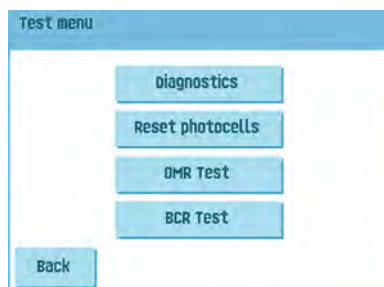 Test menu
Diagnostics
Reset photocells
OMR Test
BCR Test
Back